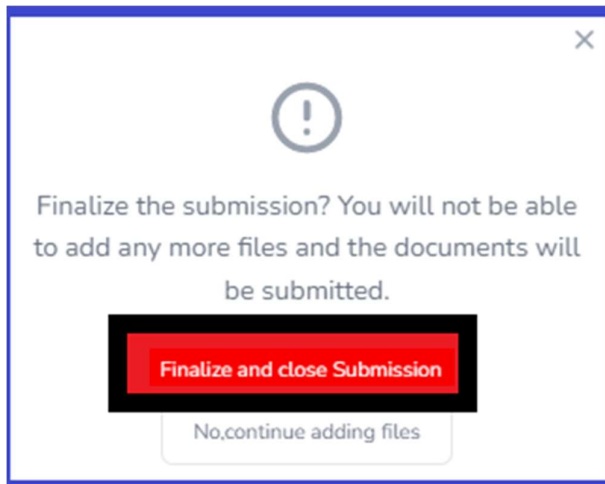 Finalize the submission? You will not be able
to add any more files and the documents will
be submitted.
Finalize and close Submission
No,continue adding files